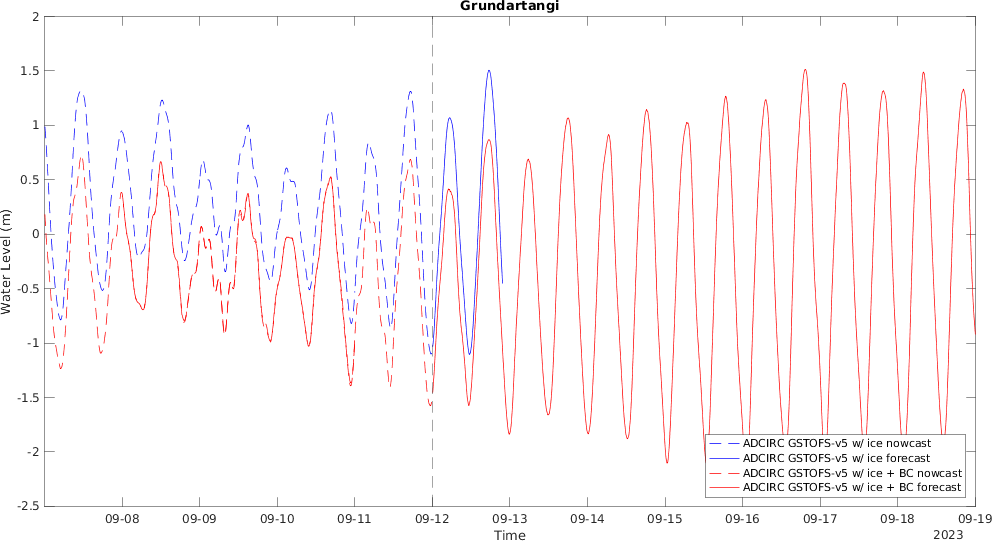 Grundartangi
2
1.5
1
0.5
0
-0.5
-1
-1.5
-2
-2.5
Water Level (m)
09-08 09-09 09-10 09-11 09-12 09-13 09-14 09-15 09-16 09-17 09-18 09-19
Time
2023
ADCIRC GSTOFS-v5 w/ ice nowcast
ADCIRC GSTOFS-v5 w/ ice forecast
ADCIRC GSTOFS-v5 w/ ice + BC nowcast
ADCIRC GSTOFS-v5 w/ ice + BC forecast